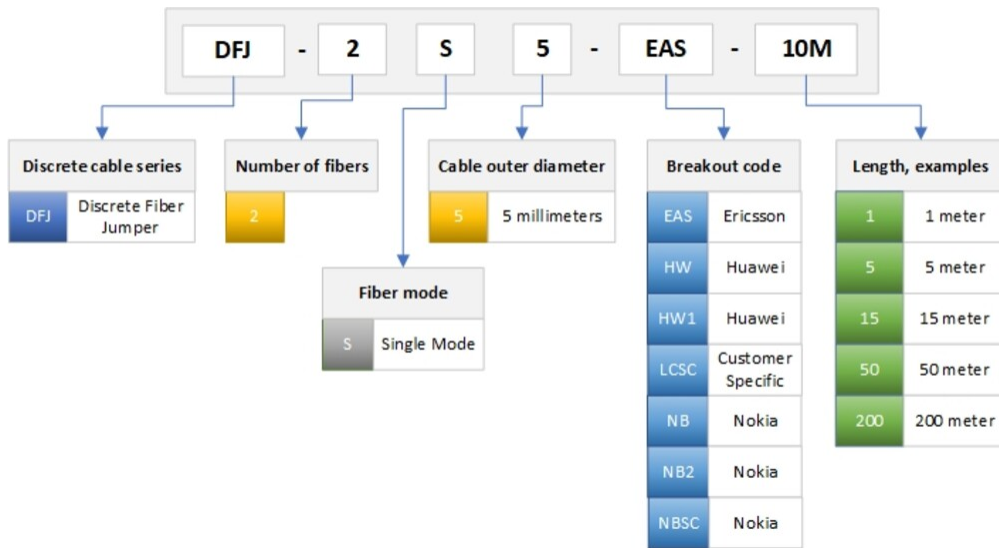 DFJ - 2 S 5 - EAS - 10M
Discrete cable series
DFJ Discrete Fiber
Jumper
Number of fibers
2
Fiber mode
S Single Mode
Cable outer diameter
5 5 millimeters
Breakout code
EAS Ericsson
HW Huawei
HW1 Huawei
LCSC Customer
Specific
NB Nokia
NB2 Nokia
NBSC Nokia
Length, examples
1 1 meter
5 5 meter
15 15 meter
50 50 meter
200 200 meter